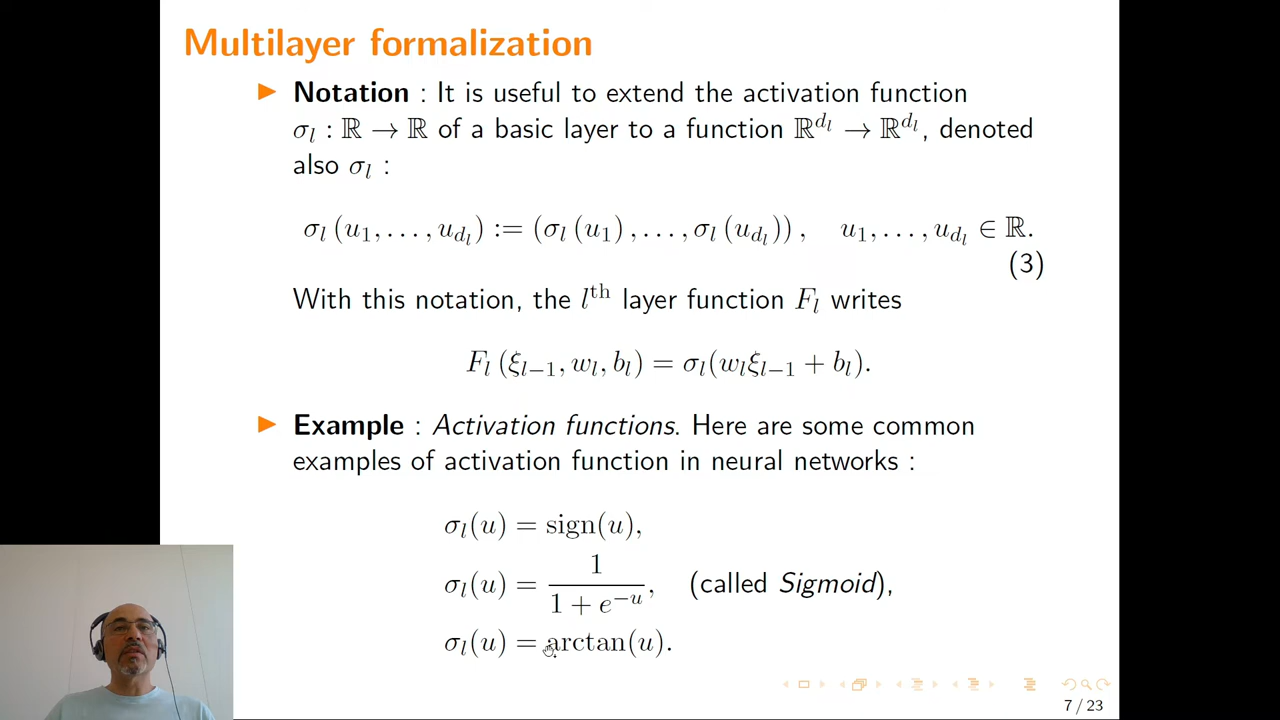 Multilayer formalization
▶ Notation : It is useful to extend the activation function
σ_l : ℝ → ℝ of a basic layer to a function ℝ^{d_l} → ℝ^{d_l}, denoted
also σ_l :
σ_l (u_1, . . . , u_{d_l}) := (σ_l (u_1) , . . . , σ_l (u_{d_l})) , u_1, . . . , u_{d_l} ∈ ℝ.
(3)
With this notation, the l^{th} layer function F_l writes
F_l (ξ_{l−1}, w_l, b_l) = σ_l(w_lξ_{l−1} + b_l).
▶ Example : Activation functions. Here are some common
examples of activation function in neural networks :
σ_l(u) = sign(u),
σ_l(u) = \frac{1}{1 + e^{−u}}, (called Sigmoid),
σ_l(u) = arctan(u).
7 / 23